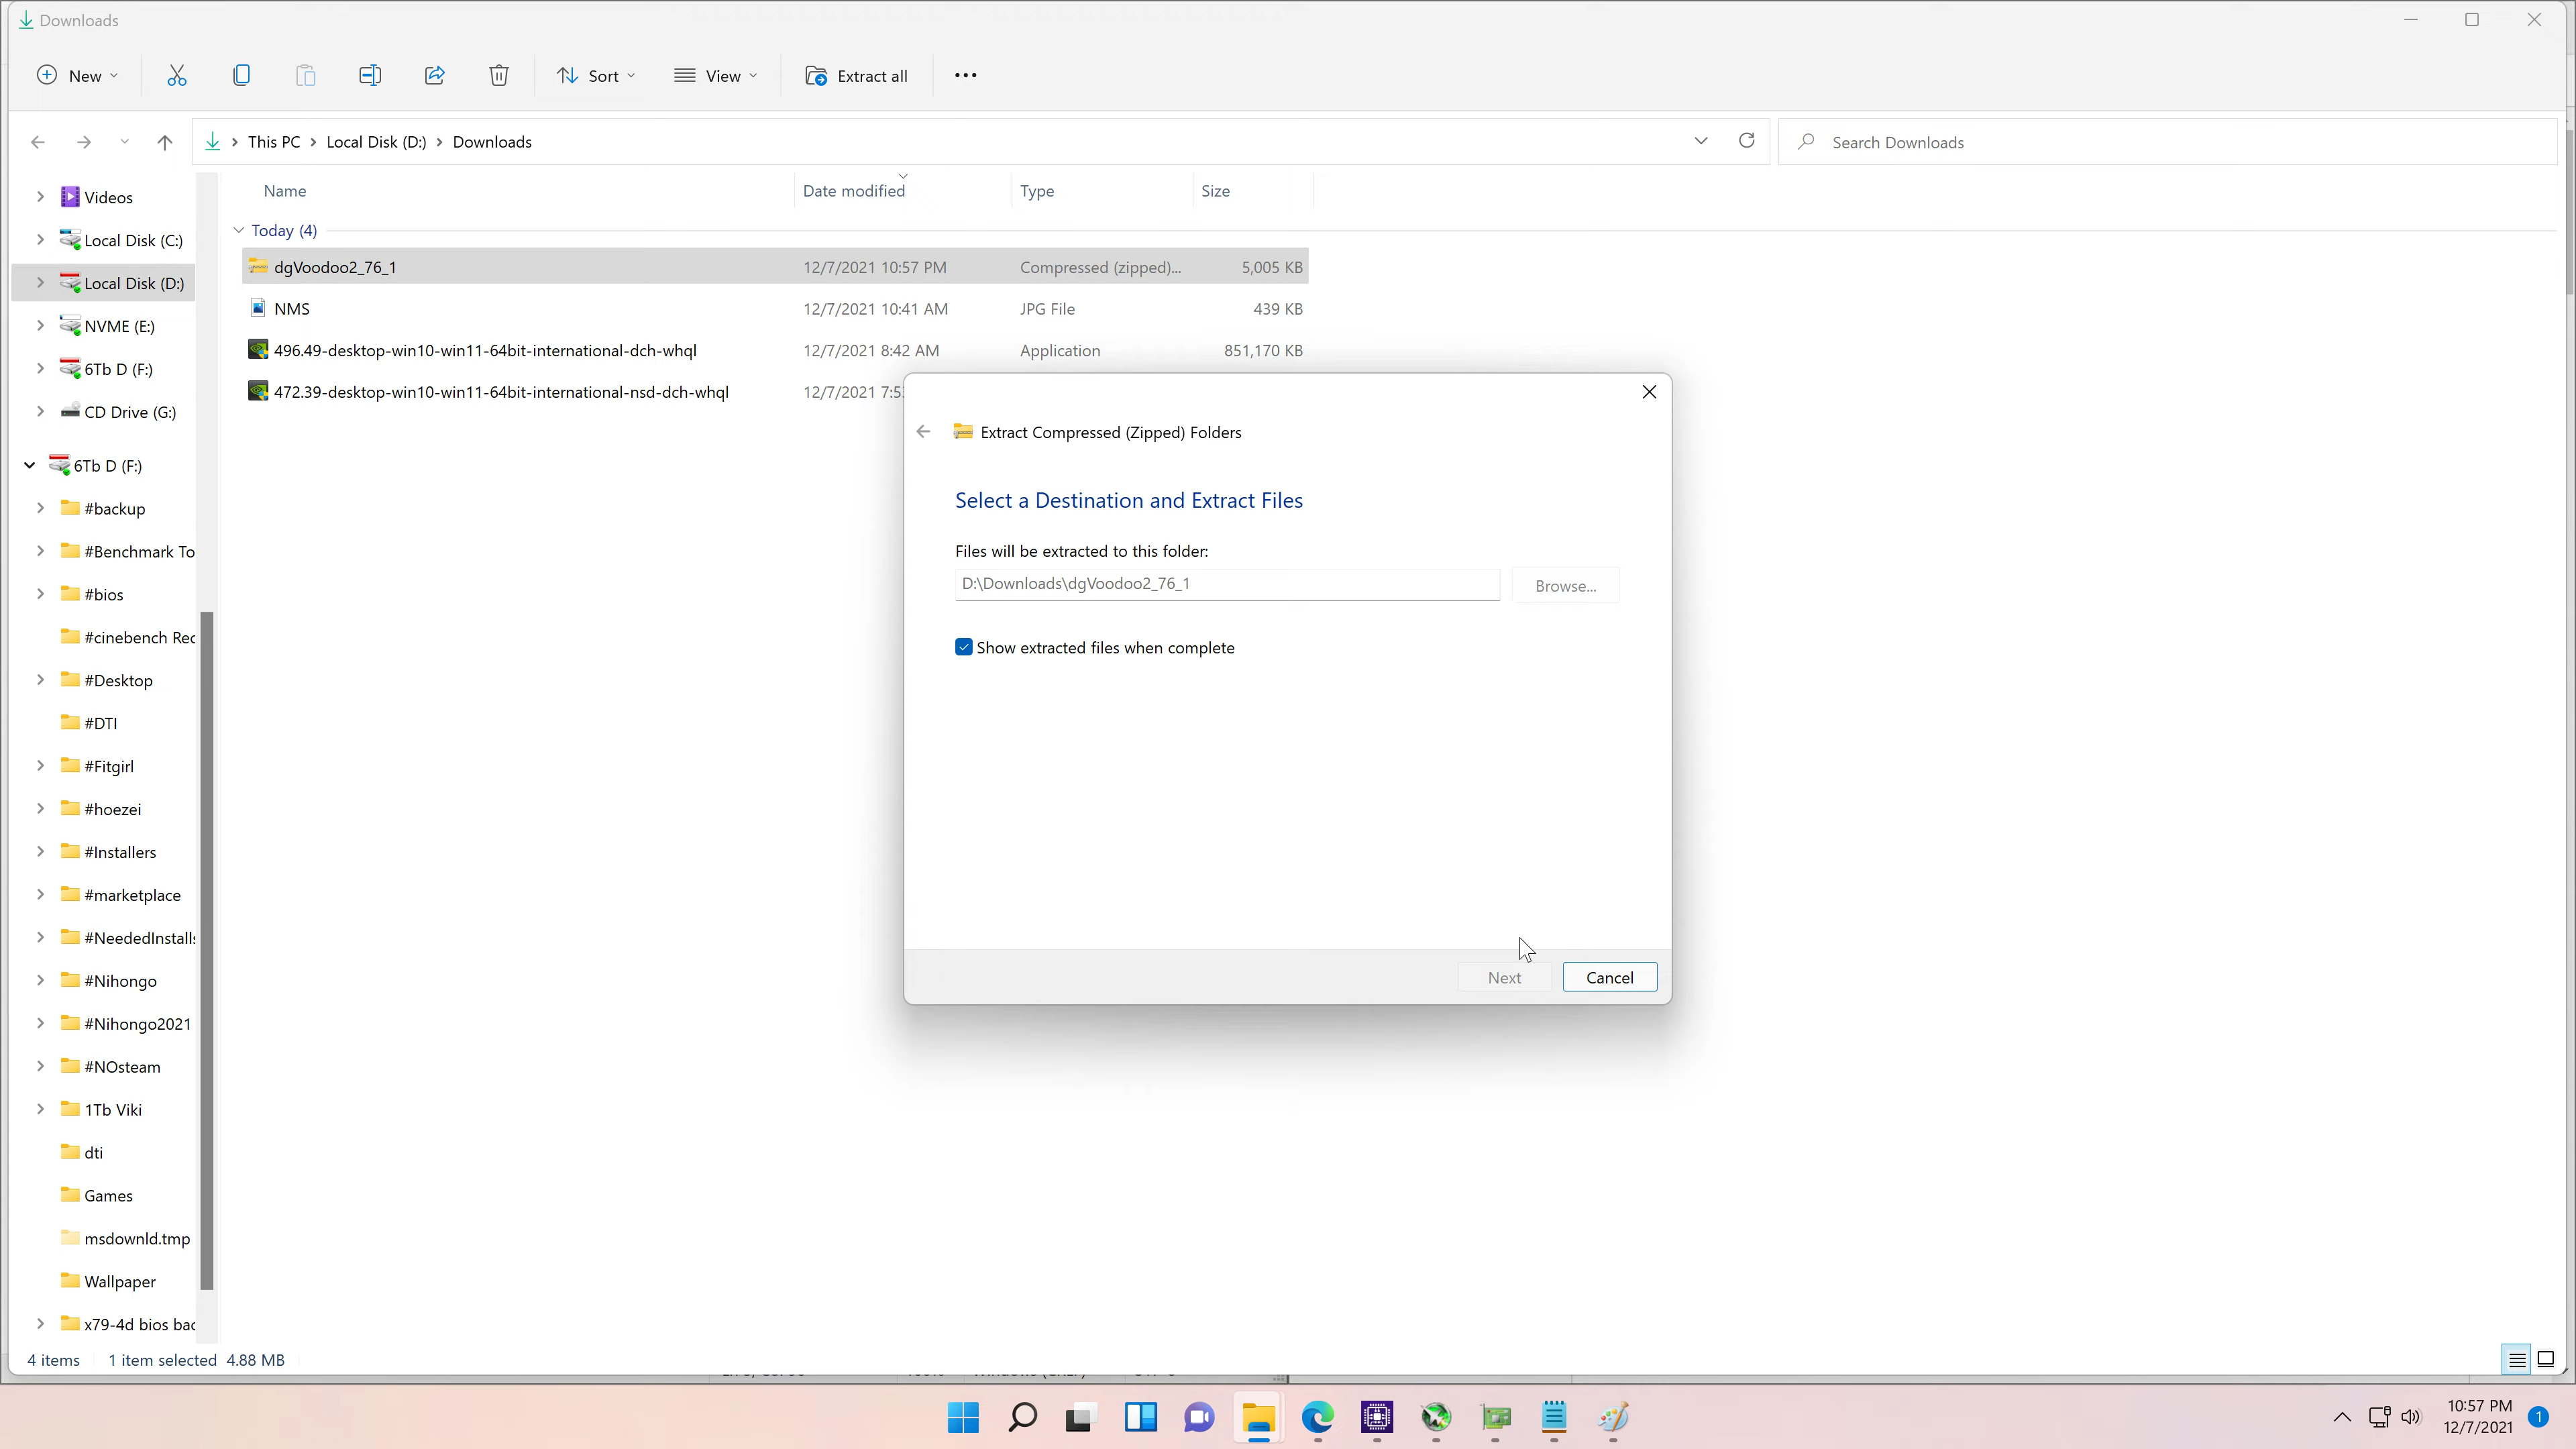 Downloads
New
Sort
View
Extract all
This PC
Local Disk (D:)
Downloads
Search Downloads
Name
Date modified
Type
Size
Today (4)
dgVoodoo2_76_1 12/7/2021 10:57 PM Compressed (zipped)... 5,005 KB
NMS 12/7/2021 10:41 AM JPG File 439 KB
496.49-desktop-win10-win11-64bit-international-dch-whql 12/7/2021 8:42 AM Application 851,170 KB
472.39-desktop-win10-win11-64bit-international-nsd-dch-whql 12/7/2021 7:5
Videos
Local Disk (C:)
Local Disk (D:)
NVME (E:)
6Tb D (F:)
CD Drive (G:)
6Tb D (F:)
#backup
#Benchmark To
#bios
#cinebench Rec
#Desktop
#DTI
#Fitgirl
#hoezei
#Installers
#marketplace
#NeededInstalls
#Nihongo
#Nihongo2021
#NOsteam
1Tb Viki
dti
Games
msdownld.tmp
Wallpaper
x79-4d bios bac
Extract Compressed (Zipped) Folders
Select a Destination and Extract Files
Files will be extracted to this folder:
D:\Downloads\dgVoodoo2_76_1
Browse...
Show extracted files when complete
Next
Cancel
4 items
1 item selected 4.88 MB
10:57 PM
12/7/2021
1